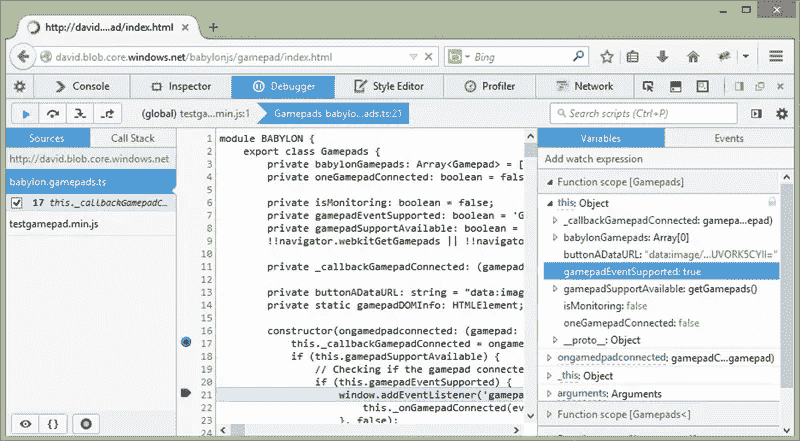 http://david....ad/index.html
david.blob.core.windows.net/babylonjs/gamepad/index.html
Bing
Console
Inspector
Debugger
Style Editor
Profiler
Network
(global) testga...min.js:1
Gamepads babylo...ads.ts:21
Search scripts (Ctrl+P)
Sources
Call Stack
http://david.blob.core.windows.net
babylon.gamepads.ts
17 this._callbackGamepadC...
testgamepad.min.js
1 module BABYLON {
2 export class Gamepads {
3 private babylonGamepads: Array<Gamepad> = [
4 private oneGamepadConnected: boolean = fals
5
6 private isMonitoring: boolean = false;
7 private gamepadEventSupported: boolean = 'G
8 private gamepadSupportAvailable: boolean =
9 !!navigator.webkitGetGamepads || !!navigato
10
11 private _callbackGamepadConnected: (gamepad
12
13 private buttonADataURL: string = "data:imag
14 private static gamepadDOMInfo: HTMLElement;
15
16 constructor(ongamedpadconnected: (gamepad:
17 this._callbackGamepadConnected = ongame
18 if (this.gamepadSupportAvailable) {
19 // Checking if the gamepad connecte
20 if (this.gamepadEventSupported) {
21 window.addEventListener('gamepa
22 this._onGamepadConnected(ev
23 }, false);
24
Variables
Events
Add watch expression
Function scope [Gamepads]
this: Object
_callbackGamepadConnected: gamepa...epad)
babylonGamepads: Array[0]
buttonADataURL: "data:image/...UVORK5CYII="
gamepadEventSupported: true
gamepadSupportAvailable: getGamepads()
isMonitoring: false
oneGamepadConnected: false
__proto__: Object
ongamedpadconnected: gamepadC...gamepad)
_this: Object
arguments: Arguments
Function scope [Gamepads<]